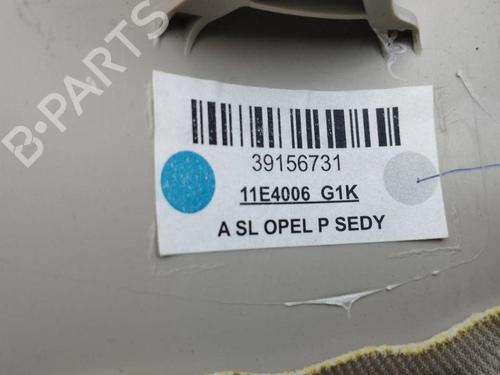 B-PARTS
39156731
11E4006 G1K
A SL OPEL P SEDY